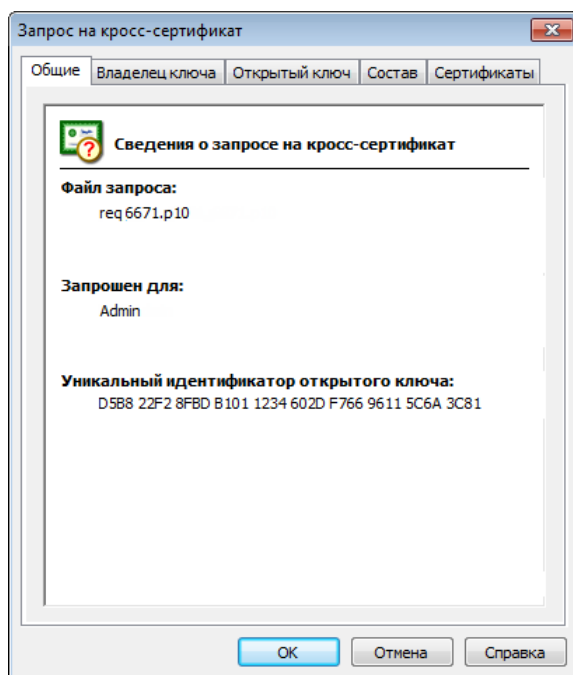 Запрос на кросс-сертификат
Общие Владелец ключа Открытый ключ Состав Сертификаты
Сведения о запросе на кросс-сертификат
Файл запроса:
req 6671.p10
Запрошен для:
Admin
Уникальный идентификатор открытого ключа:
D5B8 22F2 8FBD B101 1234 602D F766 9611 5C6A 3C81
OK Отмена Справка